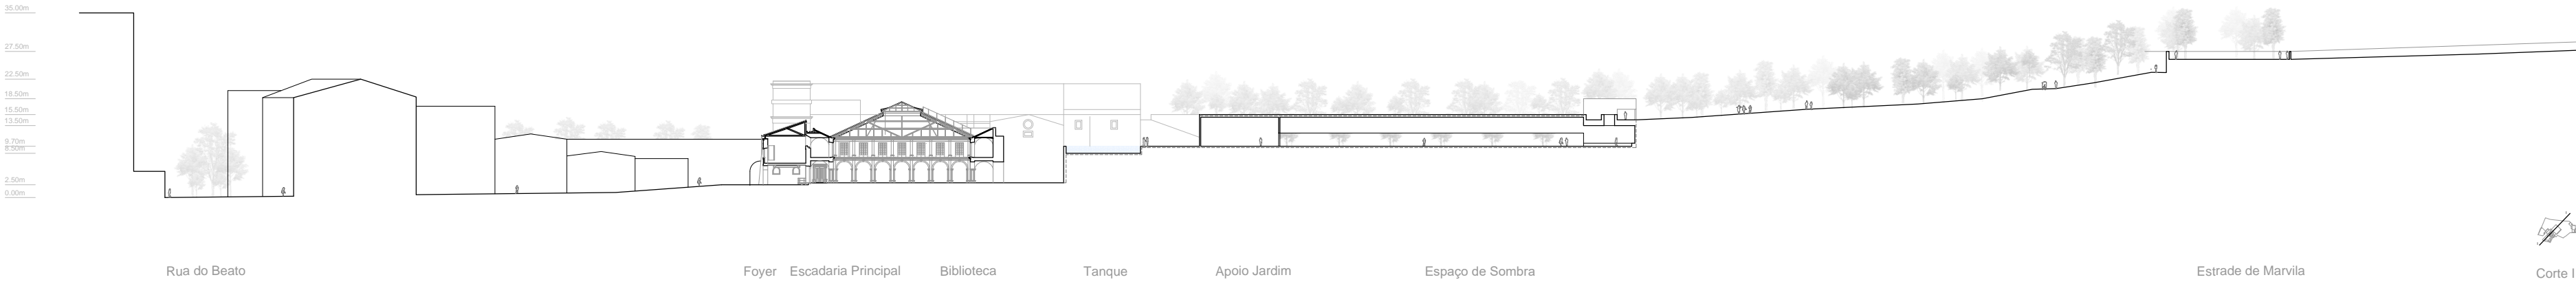 35.00m
27.50m
22.50m
18.50m
15.50m
13.50m
9.70m
8.50m
2.50m
0.00m
Rua do Beato
Foyer
Escadaria Principal
Biblioteca
Tanque
Apoio Jardim
Espaço de Sombra
Estrade de Marvila
Corte I